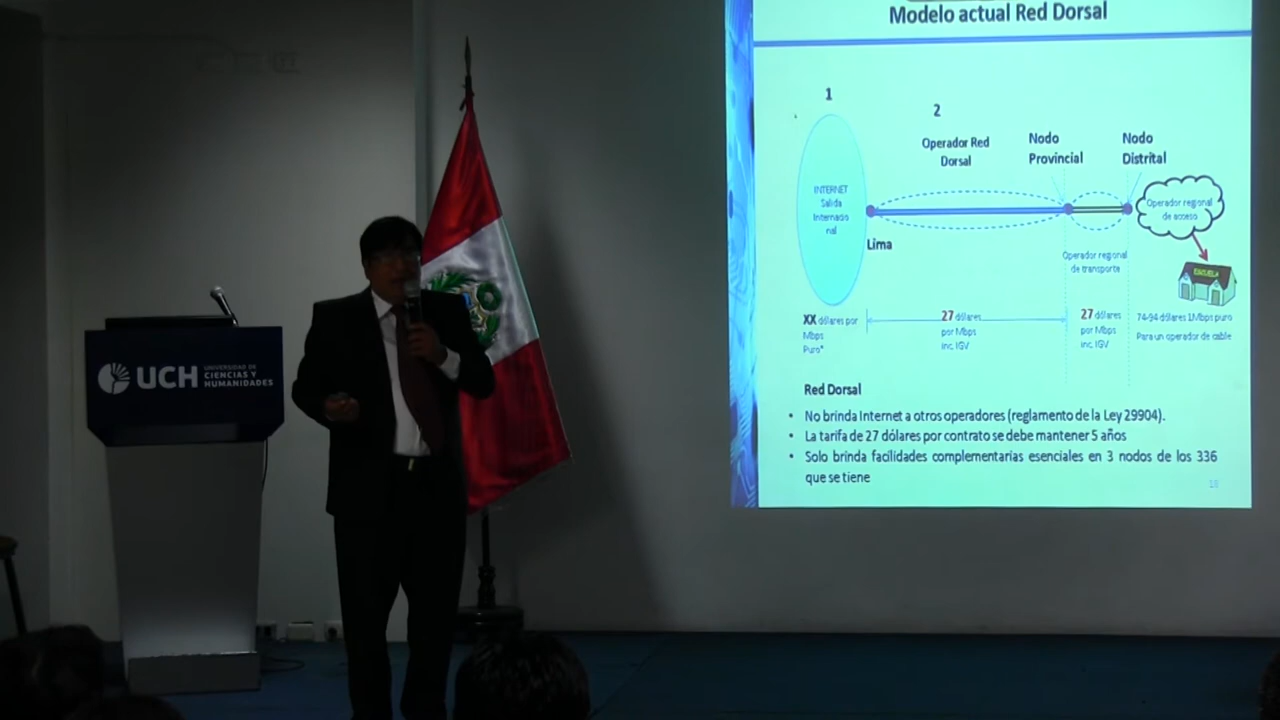 UCH
UNIVERSIDAD DE
CIENCIAS Y
HUMANIDADES
Modelo actual Red Dorsal
1
2
Operador Red
Dorsal
Nodo
Provincial
Nodo
Distrital
INTERNET
Salida
Internacio
nal
Operador regional
de acceso
Lima
Operador regional
de transporte
ESCUELA
XX dólares por
Mbps
Puro*
27 dólares
por Mbps
inc. IGV
27 dólares
por Mbps
inc. IGV
74-94 dólares 1Mbps puro
Para un operador de cable
Red Dorsal
• No brinda Internet a otros operadores (reglamento de la Ley 29904).
• La tarifa de 27 dólares por contrato se debe mantener 5 años
• Solo brinda facilidades complementarias esenciales en 3 nodos de los 336
que se tiene
18